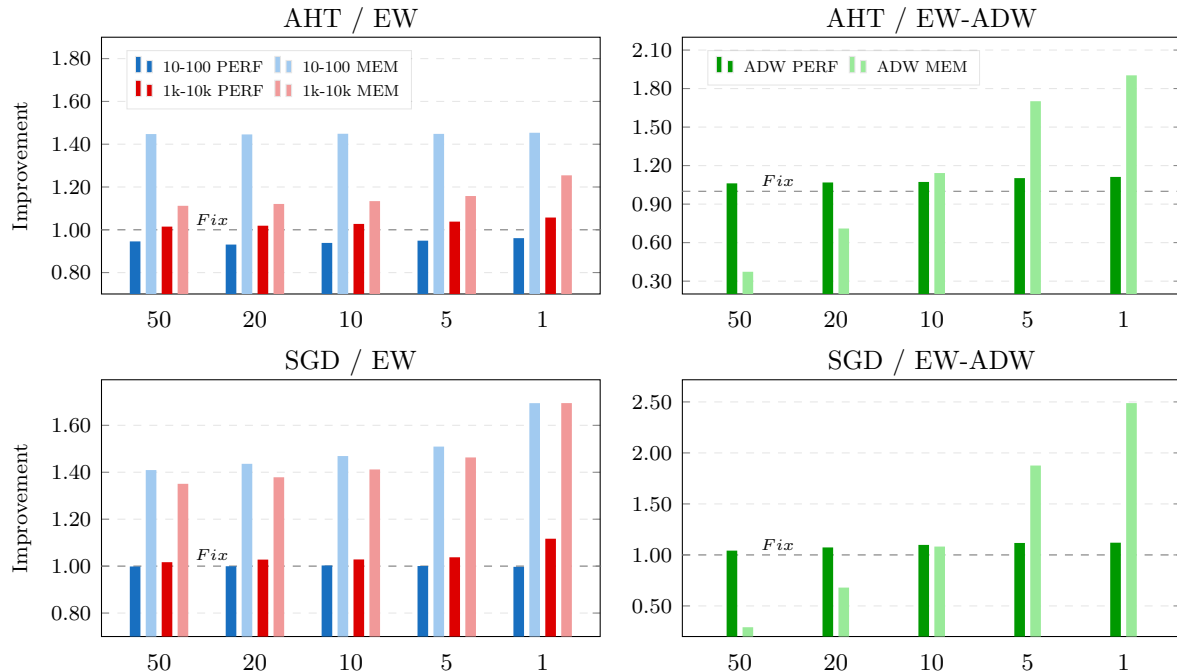 AHT / EW
Improvement
1.80
1.60
1.40
1.20
1.00
0.80
10-100 PERF 10-100 MEM
1k-10k PERF 1k-10k MEM
Fix
50 20 10 5 1
AHT / EW-ADW
2.10
1.80
1.50
1.20
0.90
0.60
0.30
ADW PERF ADW MEM
Fix
50 20 10 5 1
SGD / EW
Improvement
1.60
1.40
1.20
1.00
0.80
Fix
50 20 10 5 1
SGD / EW-ADW
2.50
2.00
1.50
1.00
0.50
Fix
50 20 10 5 1